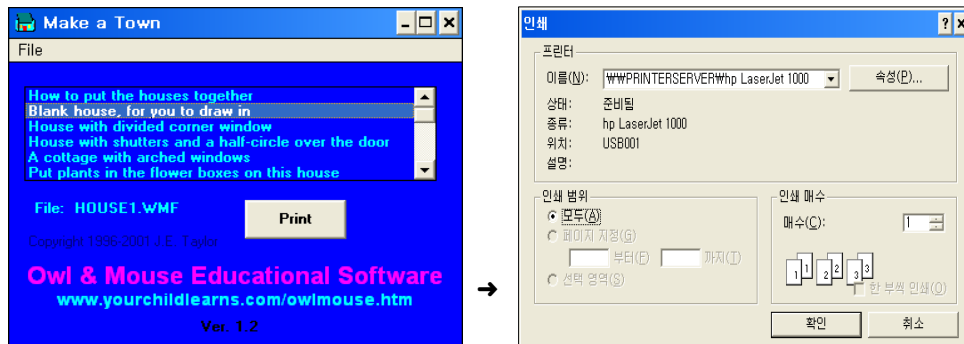 Make a Town
File
How to put the houses together
Blank house, for you to draw in
House with divided corner window
House with shutters and a half-circle over the door
A cottage with arched windows
Put plants in the flower boxes on this house
File: HOUSE1.WMF
Print
Copyright 1996-2001 J.E. Taylor
Owl & Mouse Educational Software
www.yourchildlearns.com/owlmouse.htm
Ver. 1.2
➔
인쇄
프린터
이름(N): ₩₩PRINTERSERVER₩hp LaserJet 1000 속성(P)...
상태: 준비됨
종류: hp LaserJet 1000
위치: USB001
설명:
인쇄 범위
모두(A)
페이지 지정(G)
부터(F) 까지(T)
선택 영역(S)
인쇄 매수
매수(C): 1
1 1 2 2 3 3
한 부씩 인쇄(O)
확인 취소